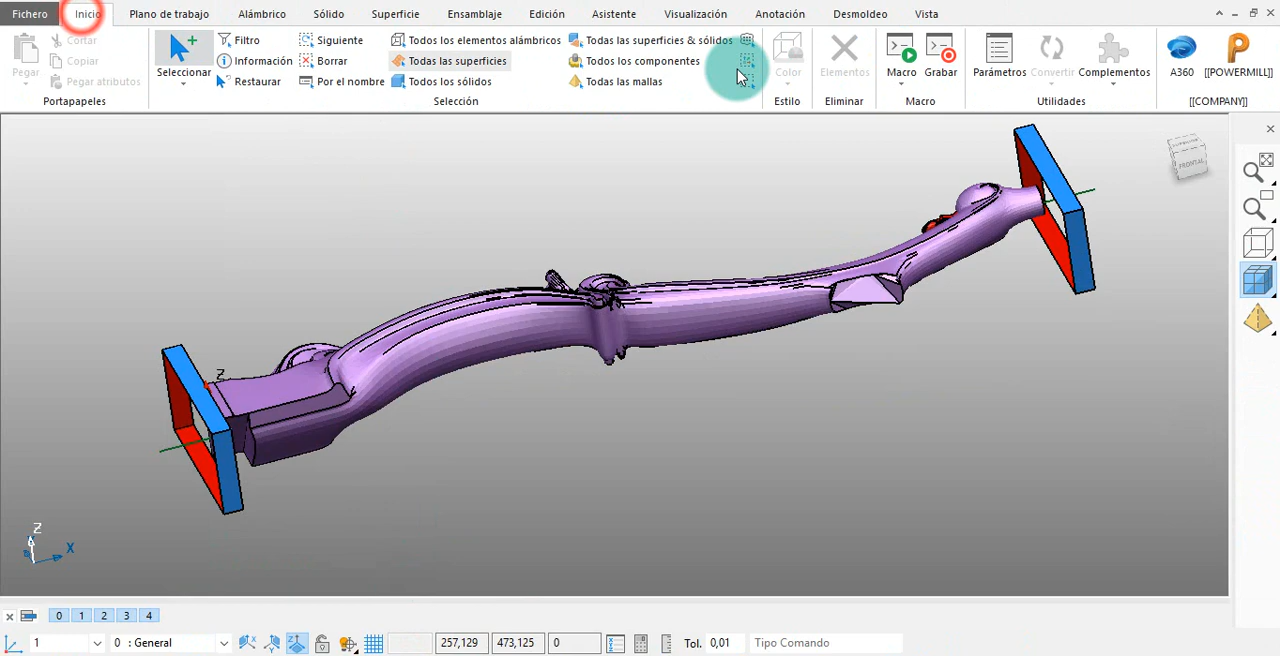 Fichero Inicio Plano de trabajo Alámbrico Sólido Superficie Ensamblaje Edición Asistente Visualización Anotación Desmoldeo Vista
Cortar Filtro Siguiente Todos los elementos alámbricos Todas las superficies & sólidos
Copiar Información Borrar Todas las superficies Todos los componentes
Pegar Seleccionar Color Elementos Macro Grabar Parámetros Convertir Complementos A360 [[POWERMILL]]
Pegar atributos Restaurar Por el nombre Todos los sólidos Todas las mallas
Portapapeles Selección Estilo Eliminar Macro Utilidades [[COMPANY]]
FRONTAL
Z
Z
X
0 1 2 3 4
1 0 : General 257,129 473,125 0 Tol. 0,01 Tipo Comando